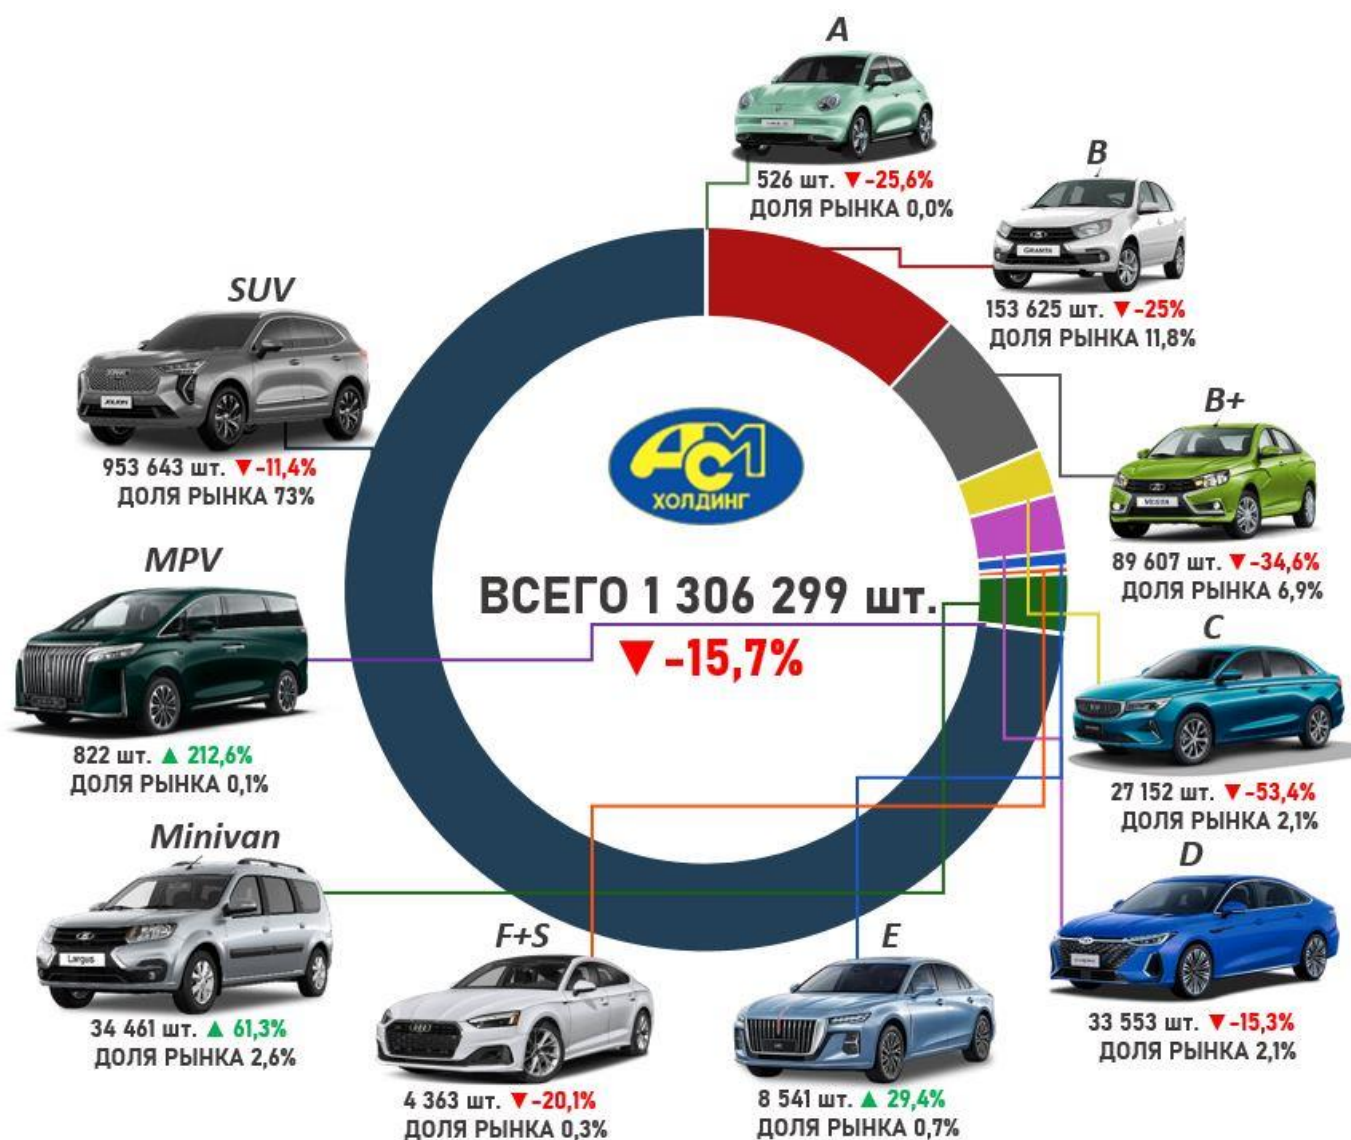 A
526 шт. ▼-25,6%
ДОЛЯ РЫНКА 0,0%
B
GRANTA
153 625 шт. ▼-25%
ДОЛЯ РЫНКА 11,8%
SUV
JOLION
953 643 шт. ▼-11,4%
ДОЛЯ РЫНКА 73%
B+
VESTA
89 607 шт. ▼-34,6%
ДОЛЯ РЫНКА 6,9%
АСМ
ХОЛДИНГ
ВСЕГО 1 306 299 шт.
▼ -15,7%
MPV
822 шт. ▲ 212,6%
ДОЛЯ РЫНКА 0,1%
C
27 152 шт. ▼-53,4%
ДОЛЯ РЫНКА 2,1%
Minivan
Largus
34 461 шт. ▲ 61,3%
ДОЛЯ РЫНКА 2,6%
D
33 553 шт. ▼-15,3%
ДОЛЯ РЫНКА 2,1%
F+S
4 363 шт. ▼-20,1%
ДОЛЯ РЫНКА 0,3%
E
8 541 шт. ▲ 29,4%
ДОЛЯ РЫНКА 0,7%